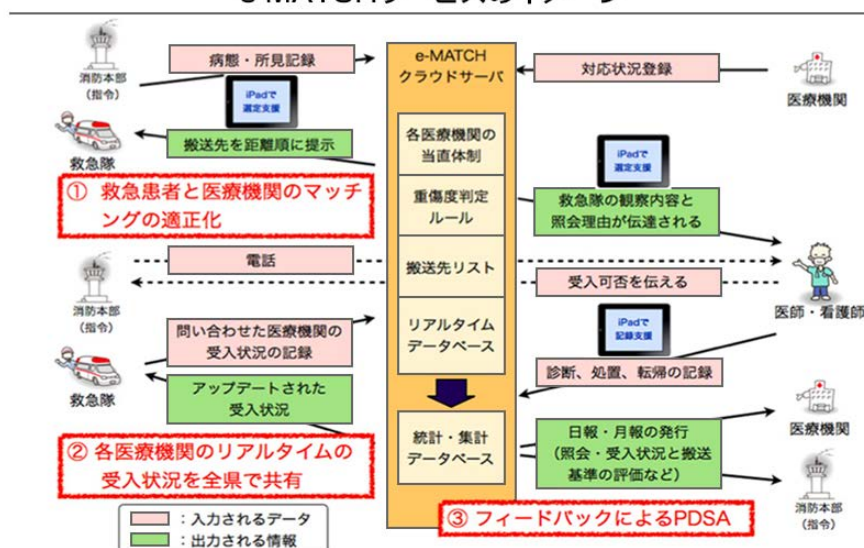 消防本部
(指令)
病態・所見記録
iPadで
選定支援
搬送先を距離順に提示
救急隊
① 救急患者と医療機関のマッチ
ングの適正化
e-MATCH
クラウドサーバ
各医療機関の
当直体制
重傷度判定
ルール
搬送先リスト
リアルタイム
データベース
統計・集計
データベース
対応状況登録
医療機関
iPadで
選定支援
救急隊の観察内容と
照会理由が伝達される
電話
受入可否を伝える
医師・看護師
消防本部
(指令)
問い合わせた医療機関の
受入状況の記録
救急隊
アップデートされた
受入状況
iPadで
記録支援
診断、処置、転帰の記録
② 各医療機関のリアルタイムの
受入状況を全県で共有
日報・月報の発行
(照会・受入状況と搬送
基準の評価など)
医療機関
消防本部
(指令)
③ フィードバックによるPDSA
:入力されるデータ
:出力される情報